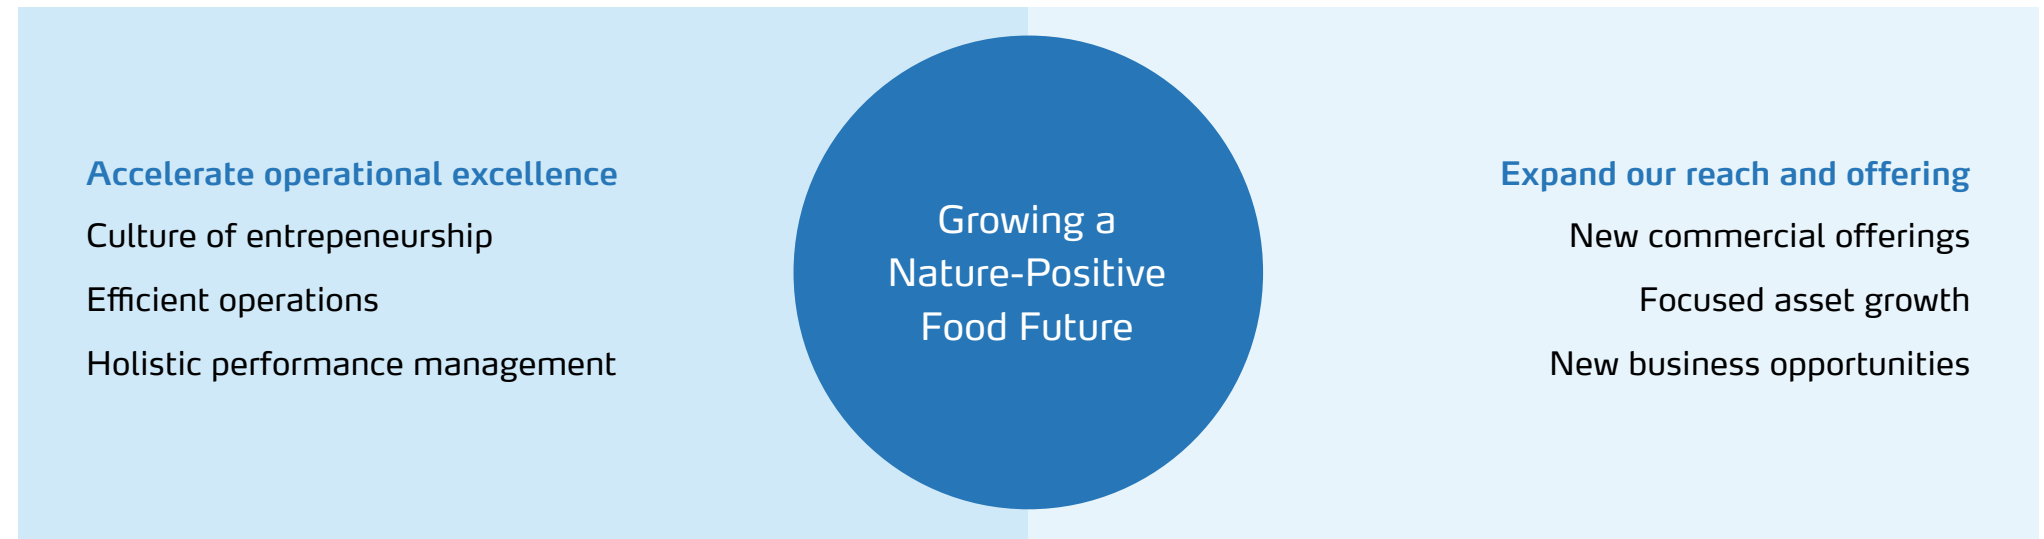 Accelerate operational excellence
Culture of entrepeneurship
Efficient operations
Holistic performance management
Growing a
Nature-Positive
Food Future
Expand our reach and offering
New commercial offerings
Focused asset growth
New business opportunities